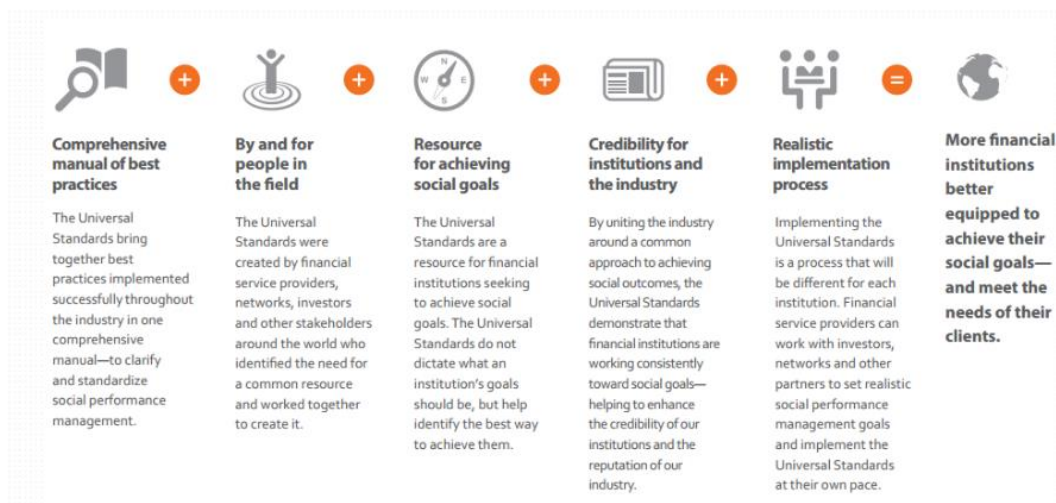 N
W
E
S
+
+
+
+
=
Comprehensive
manual of best
practices
The Universal
Standards bring
together best
practices implemented
successfully throughout
the industry in one
comprehensive
manual—to clarify
and standardize
social performance
management.
By and for
people in
the field
The Universal
Standards were
created by financial
service providers,
networks, investors
and other stakeholders
around the world who
identified the need for
a common resource
and worked together
to create it.
Resource
for achieving
social goals
The Universal
Standards are a
resource for financial
institutions seeking
to achieve social
goals. The Universal
Standards do not
dictate what an
institution's goals
should be, but help
identify the best way
to achieve them.
Credibility for
institutions and
the industry
By uniting the industry
around a common
approach to achieving
social outcomes, the
Universal Standards
demonstrate that
financial institutions are
working consistently
toward social goals—
helping to enhance
the credibility of our
institutions and the
reputation of our
industry.
Realistic
implementation
process
Implementing the
Universal Standards
is a process that will
be different for each
institution. Financial
service providers can
work with investors,
networks and other
partners to set realistic
social performance
management goals
and implement the
Universal Standards
at their own pace.
More financial
institutions
better
equipped to
achieve their
social goals—
and meet the
needs of their
clients.